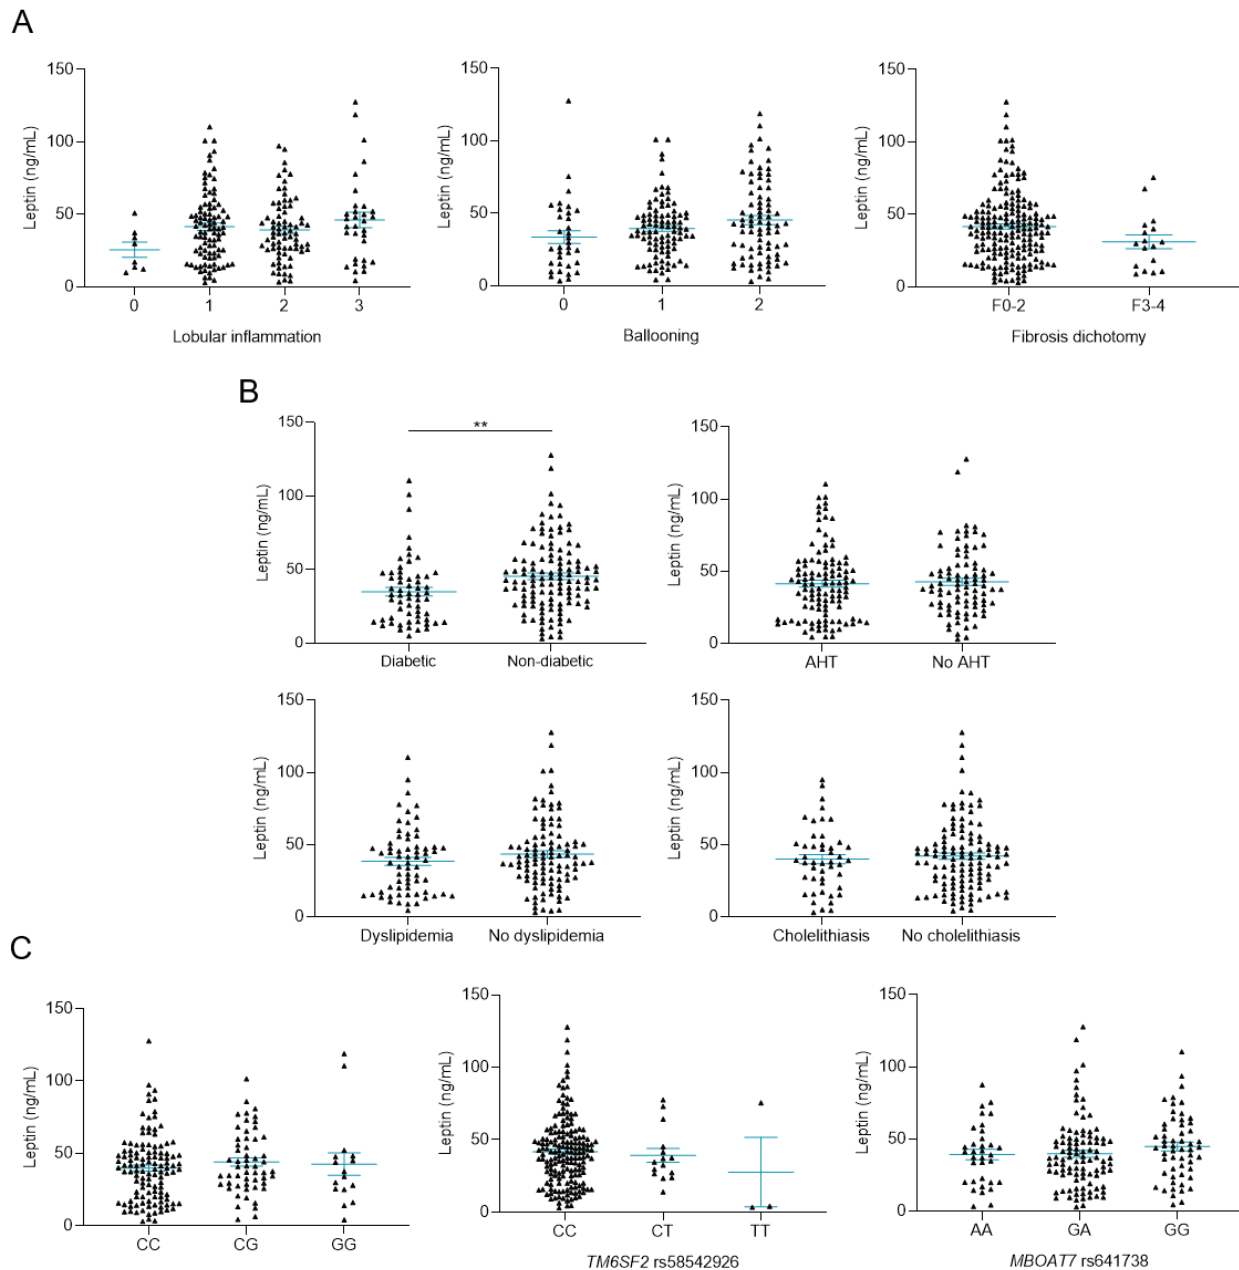 A
150
100
50
0
Leptin (ng/mL)
0 1 2 3
Lobular inflammation
150
100
50
0
Leptin (ng/mL)
0 1 2
Ballooning
150
100
50
0
Leptin (ng/mL)
F0-2 F3-4
Fibrosis dichotomy
B
150
100
50
0
Leptin (ng/mL)
**
Diabetic Non-diabetic
150
100
50
0
Leptin (ng/mL)
AHT No AHT
150
100
50
0
Leptin (ng/mL)
Dyslipidemia No dyslipidemia
150
100
50
0
Leptin (ng/mL)
Cholelithiasis No cholelithiasis
C
150
100
50
0
Leptin (ng/mL)
CC CG GG
150
100
50
0
Leptin (ng/mL)
CC CT TT
TM6SF2 rs58542926
150
100
50
0
Leptin (ng/mL)
AA GA GG
MBOAT7 rs641738